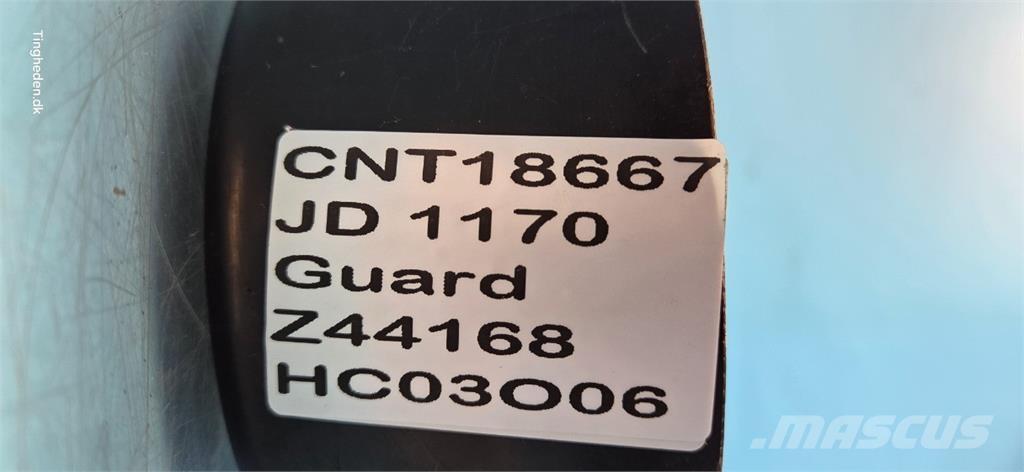 Tingheden.dk
CNT18667
JD 1170
Guard
Z44168
HC03O06
MASCUS